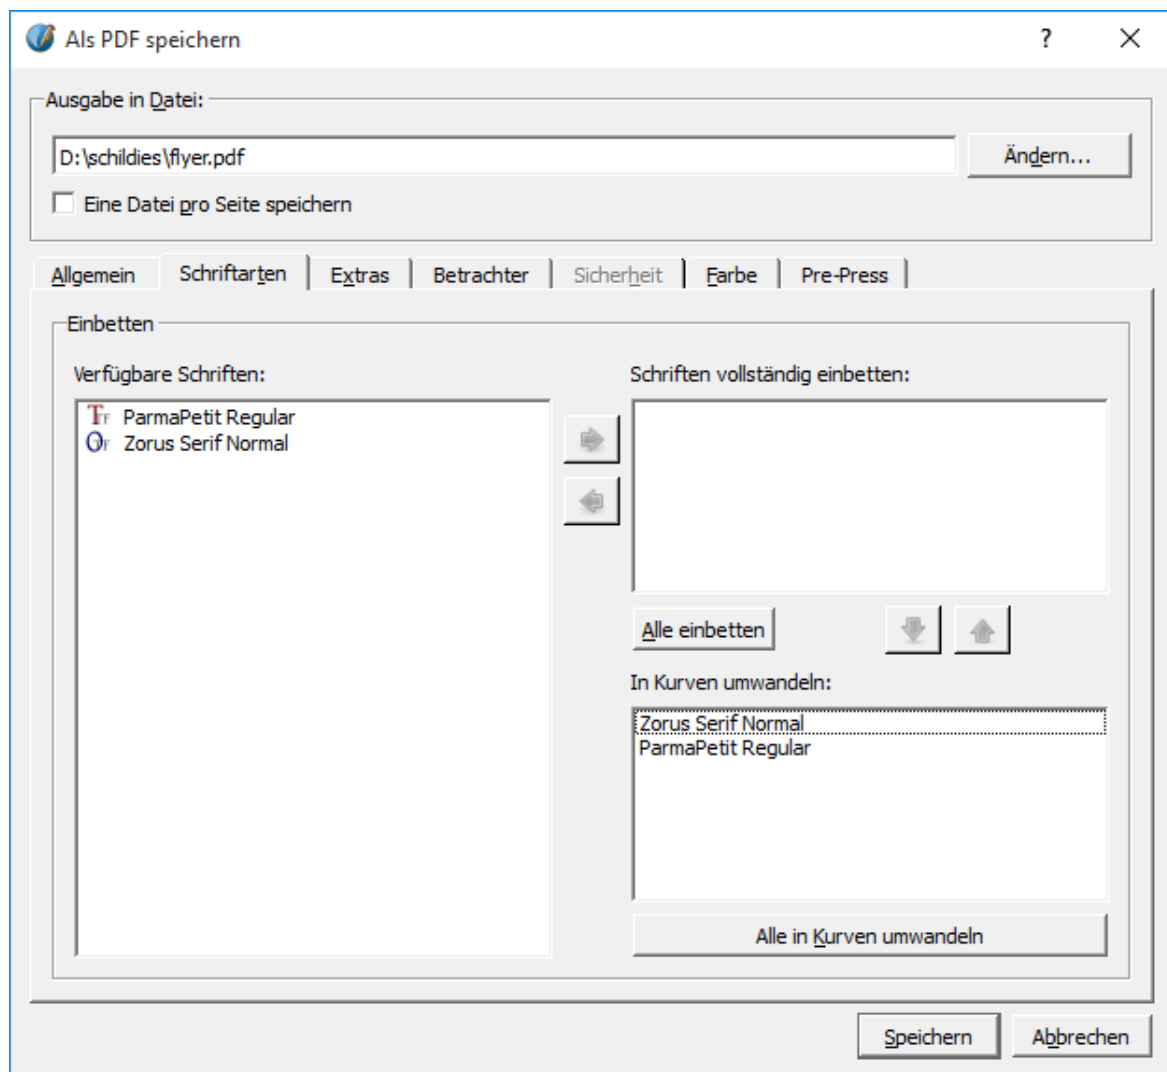 Als PDF speichern
Ausgabe in Datei:
D:\schildies\flyer.pdf
Ändern...
Eine Datei pro Seite speichern
Allgemein Schriftarten Extras Betrachter Sicherheit Farbe Pre-Press
Einbetten
Verfügbare Schriften:
ParmaPetit Regular
Zorus Serif Normal
Schriften vollständig einbetten:
Alle einbetten
In Kurven umwandeln:
Zorus Serif Normal
ParmaPetit Regular
Alle in Kurven umwandeln
Speichern Abbrechen